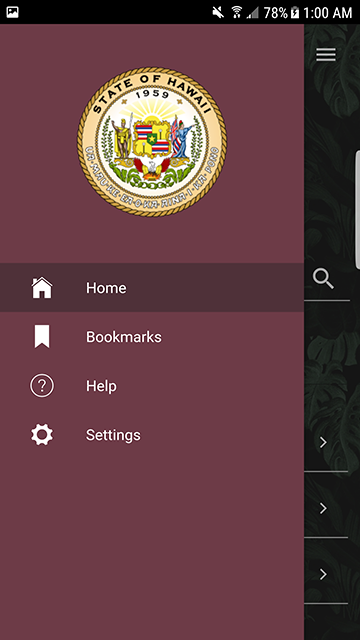 78% 1:00 AM
STATE OF HAWAII
1959
UA MAU KE EA O KA AINA I KA PONO
Home
Bookmarks
Help
Settings